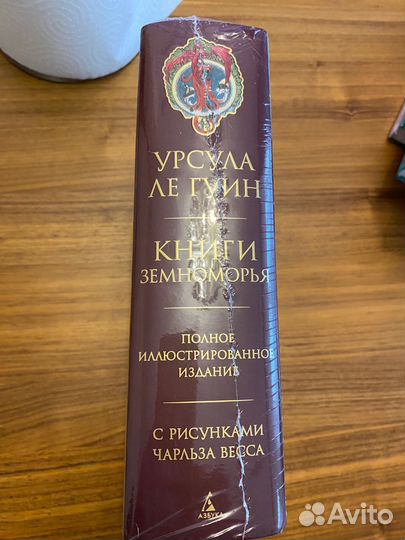 УРСУЛА
ЛЕ ГУИН
КНИГИ
ЗЕМНОМОРЬЯ
ПОЛНОЕ
ИЛЛЮСТРИРОВАННОЕ
ИЗДАНИЕ
С РИСУНКАМИ
ЧАРЛЬЗА ВЕССА
АЗБУКА
Avito